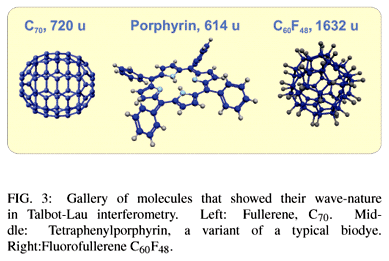 C₇₀, 720 u
Porphyrin, 614 u
C₆₀F₄₈, 1632 u
FIG. 3: Gallery of molecules that showed their wave-nature
in Talbot-Lau interferometry. Left: Fullerene, C₇₀. Mid-
dle: Tetraphenylporphyrin, a variant of a typical biodye.
Right:Fluorofullerene C₆₀F₄₈.